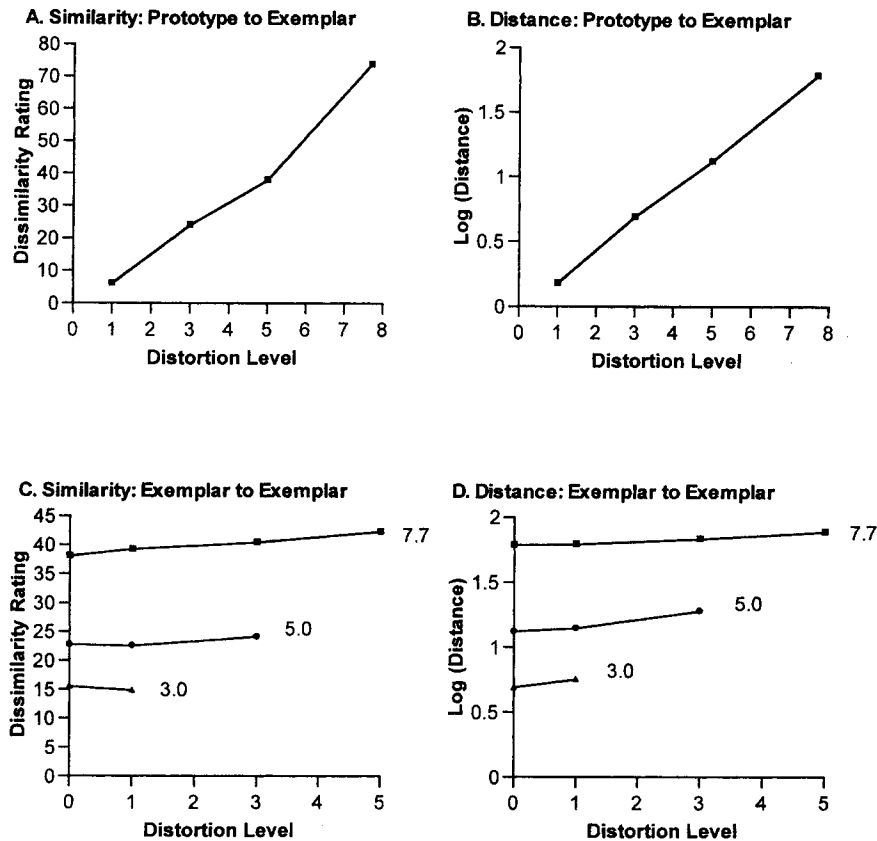 A. Similarity: Prototype to Exemplar
80
70
60
50
40
30
20
10
0
Dissimilarity Rating
0 1 2 3 4 5 6 7 8
Distortion Level
B. Distance: Prototype to Exemplar
2
1.5
1
0.5
0
Log (Distance)
0 1 2 3 4 5 6 7 8
Distortion Level
C. Similarity: Exemplar to Exemplar
45
40
35
30
25
20
15
10
5
0
Dissimilarity Rating
7.7
5.0
3.0
0 1 2 3 4 5
Distortion Level
D. Distance: Exemplar to Exemplar
2
1.5
1
0.5
0
Log (Distance)
7.7
5.0
3.0
0 1 2 3 4 5
Distortion Level